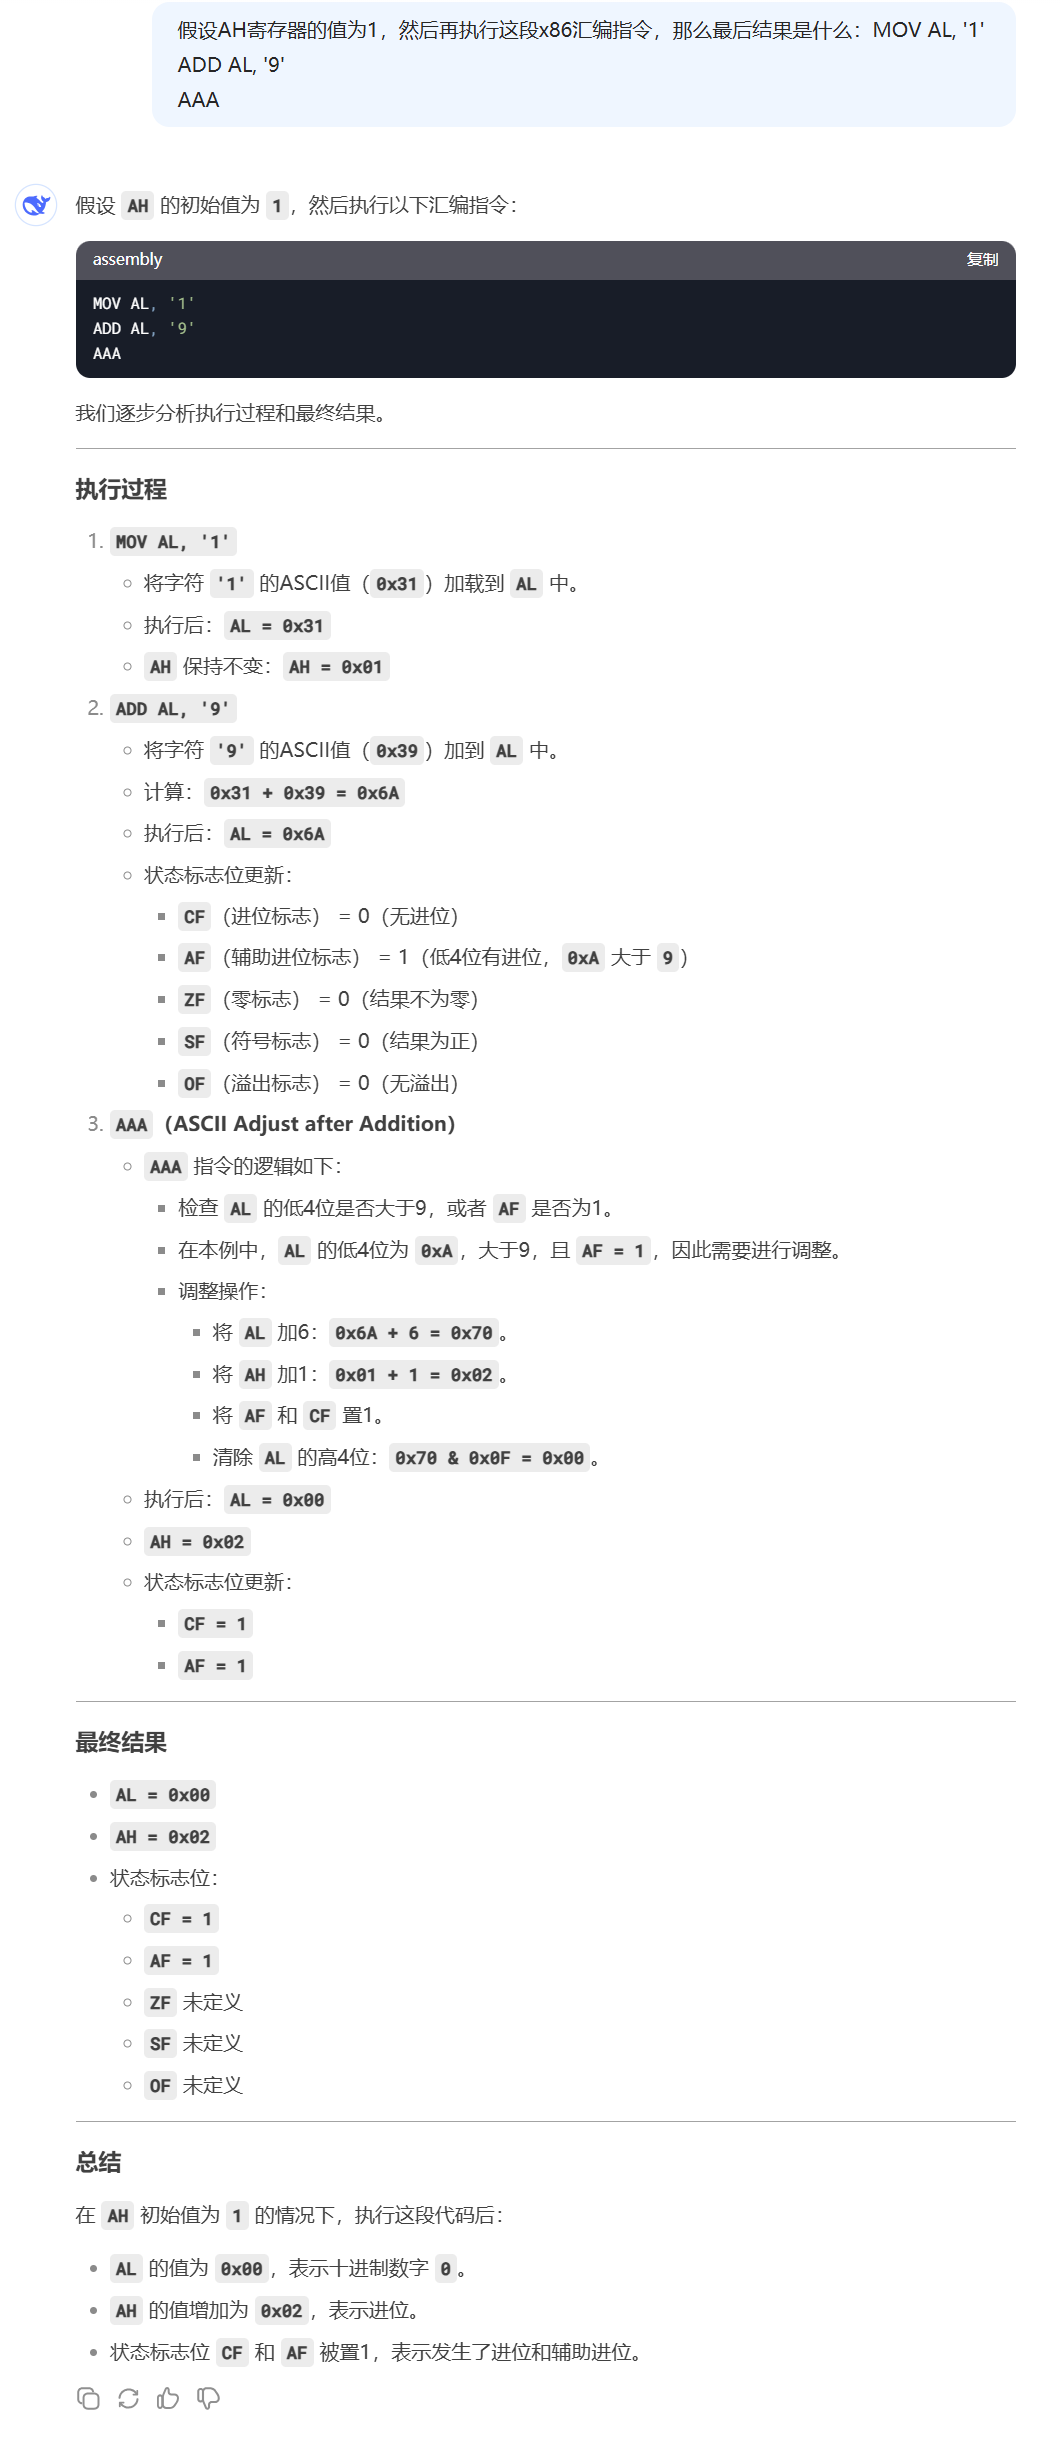 假设AH寄存器的值为1，然后再执行这段x86汇编指令，那么最后结果是什么：MOV AL, '1'
ADD AL, '9'
AAA
假设 AH 的初始值为 1，然后执行以下汇编指令：
assembly 复制
MOV AL, '1'
ADD AL, '9'
AAA
我们逐步分析执行过程和最终结果。
执行过程
1. MOV AL, '1'
将字符 '1' 的ASCII值（0x31）加载到 AL 中。
执行后：AL = 0x31
AH 保持不变：AH = 0x01
2. ADD AL, '9'
将字符 '9' 的ASCII值（0x39）加到 AL 中。
计算：0x31 + 0x39 = 0x6A
执行后：AL = 0x6A
状态标志位更新：
CF（进位标志） = 0（无进位）
AF（辅助进位标志） = 1（低4位有进位，0xA 大于 9）
ZF（零标志） = 0（结果不为零）
SF（符号标志） = 0（结果为正）
OF（溢出标志） = 0（无溢出）
3. AAA（ASCII Adjust after Addition）
AAA 指令的逻辑如下：
检查 AL 的低4位是否大于9，或者 AF 是否为1。
在本例中，AL 的低4位为 0xA，大于9，且 AF = 1，因此需要进行调整。
调整操作：
将 AL 加6：0x6A + 6 = 0x70。
将 AH 加1：0x01 + 1 = 0x02。
将 AF 和 CF 置1。
清除 AL 的高4位：0x70 & 0x0F = 0x00。
执行后：AL = 0x00
AH = 0x02
状态标志位更新：
CF = 1
AF = 1
最终结果
AL = 0x00
AH = 0x02
状态标志位：
CF = 1
AF = 1
ZF 未定义
SF 未定义
OF 未定义
总结
在 AH 初始值为 1 的情况下，执行这段代码后：
AL 的值为 0x00，表示十进制数字 0。
AH 的值增加为 0x02，表示进位。
状态标志位 CF 和 AF 被置1，表示发生了进位和辅助进位。